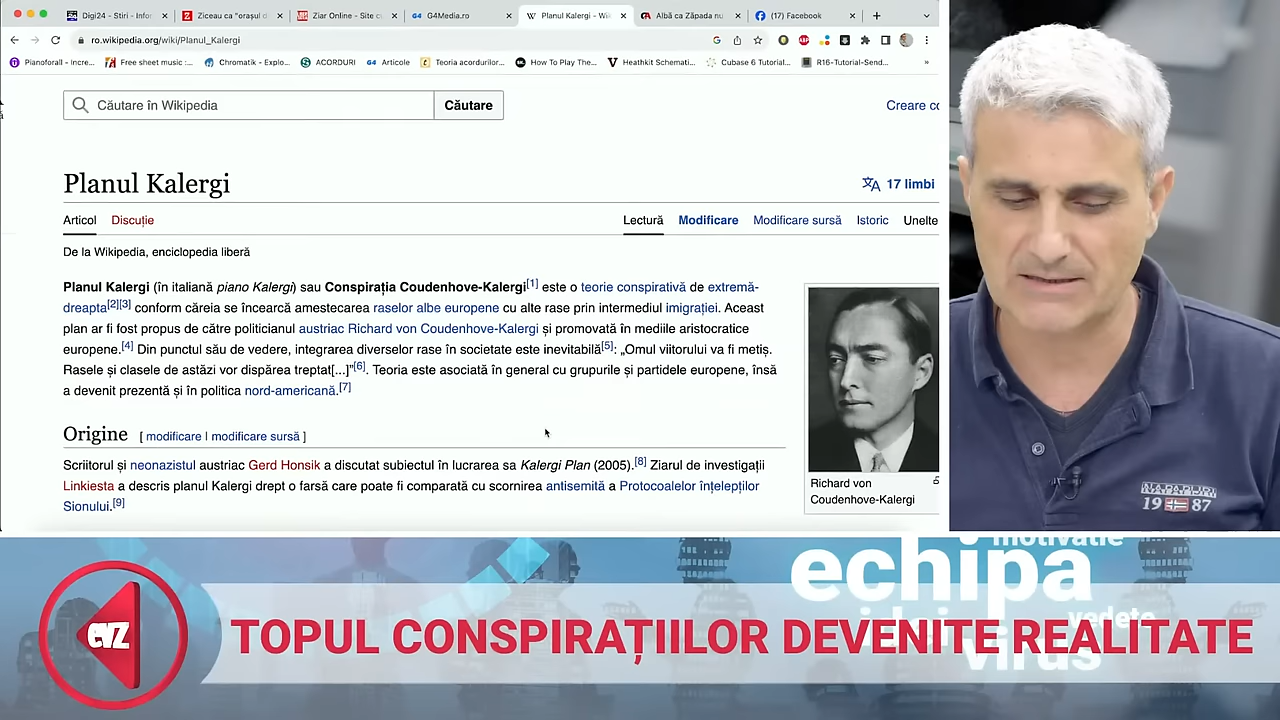 Digi24 - Stiri - Infor
Ziceau ca "orașul d
Ziar Online - Site c
G4Media.ro
Planul Kalergi - Wik
Albă ca Zăpada nu
(17) Facebook
ro.wikipedia.org/wiki/Planul_Kalergi
Pianoforall - Incre...
Free sheet music :...
Chromatik - Explo...
ACORDURI
G4 Articole
Teoria acordurilor...
How To Play The...
Heathkit Schemati...
Cubase 6 Tutorial...
R16-Tutorial-Send...
Căutare în Wikipedia
Căutare
Creare co
Planul Kalergi
17 limbi
Articol Discuție Lectură Modificare Modificare sursă Istoric Unelte
De la Wikipedia, enciclopedia liberă
Planul Kalergi (în italiană piano Kalergi) sau Conspirația Coudenhove-Kalergi[1] este o teorie conspirativă de extremă-
dreapta[2][3] conform căreia se încearcă amestecarea raselor albe europene cu alte rase prin intermediul imigrației. Acest
plan ar fi fost propus de către politicianul austriac Richard von Coudenhove-Kalergi și promovată în mediile aristocratice
europene.[4] Din punctul său de vedere, integrarea diverselor rase în societate este inevitabilă[5]: „Omul viitorului va fi metiș.
Rasele și clasele de astăzi vor dispărea treptat[...]"[6]. Teoria este asociată în general cu grupurile și partidele europene, însă
a devenit prezentă și în politica nord-americană.[7]
Origine [ modificare | modificare sursă ]
Scriitorul și neonazistul austriac Gerd Honsik a discutat subiectul în lucrarea sa Kalergi Plan (2005).[8] Ziarul de investigații
Linkiesta a descris planul Kalergi drept o farsă care poate fi comparată cu scornirea antisemită a Protocoalelor înțelepților
Sionului.[9]
Richard von
Coudenhove-Kalergi
NAPAPIJRI
19 87
motivatie
echipa
idei
vedete
virus
evz
TOPUL CONSPIRAȚIILOR DEVENITE REALITATE